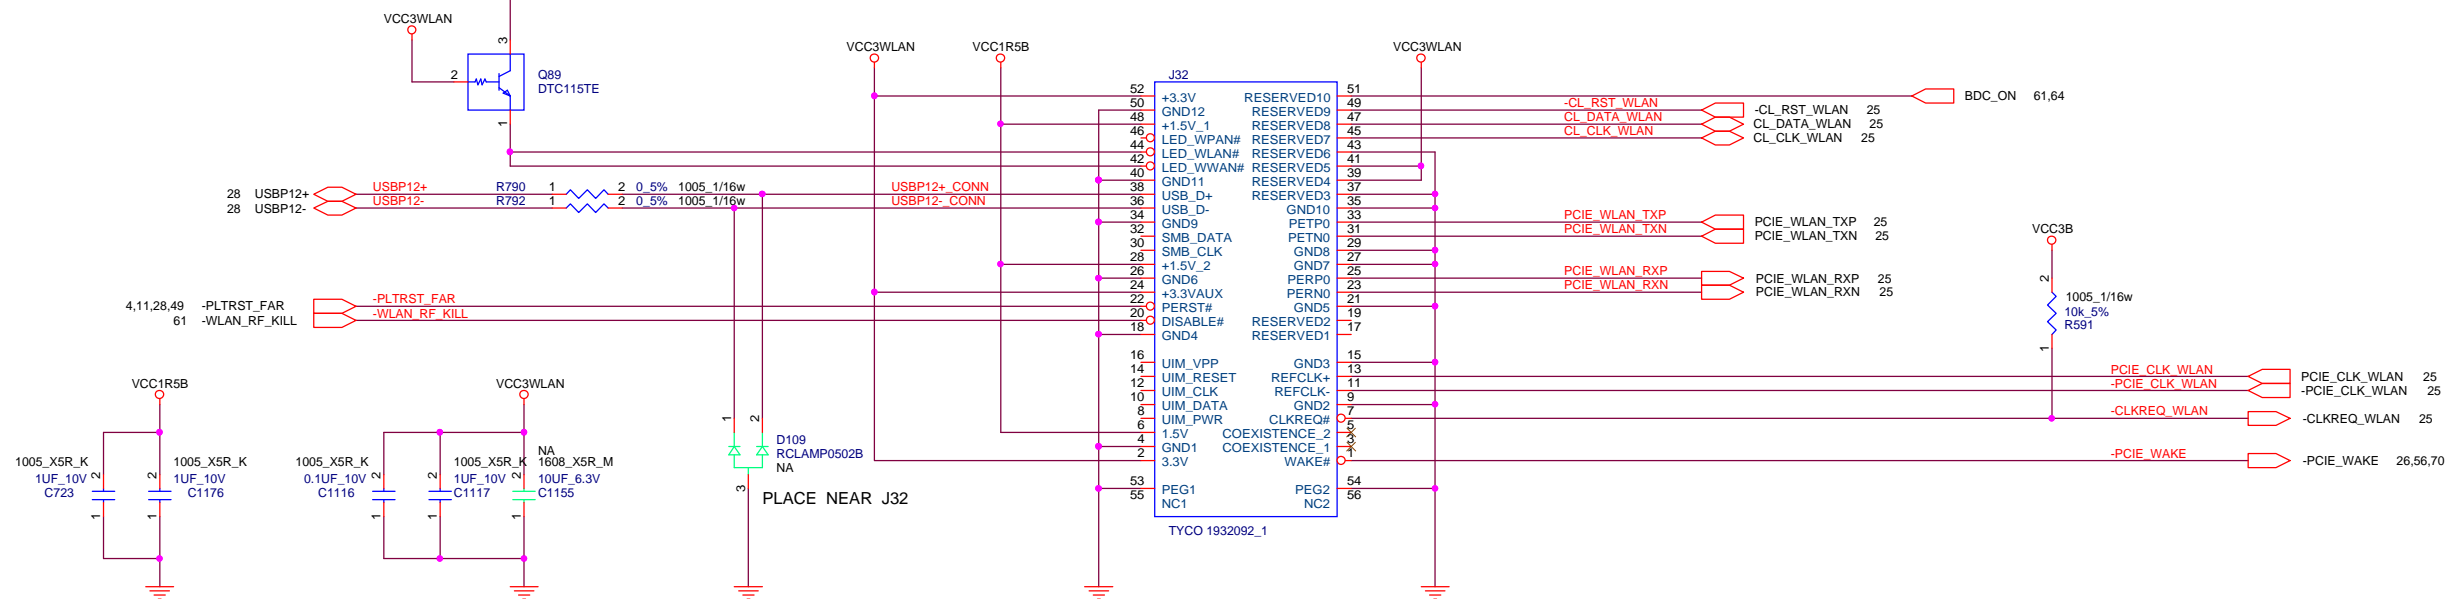 VCC3WLAN
3
2
Q89
DTC115TE
1
VCC3WLAN
VCC1R5B
VCC3WLAN
J32
52 +3.3V RESERVED10 51 BDC_ON 61,64
50 GND12 RESERVED9 49 -CL_RST_WLAN -CL_RST_WLAN 25
48 +1.5V_1 RESERVED8 47 CL_DATA_WLAN CL_DATA_WLAN 25
46 LED_WPAN# RESERVED7 45 CL_CLK_WLAN CL_CLK_WLAN 25
44 LED_WLAN# RESERVED6 43
42 LED_WWAN# RESERVED5 41
40 GND11 RESERVED4 39
28 USBP12+ USBP12+ R790 1 2 0_5% 1005_1/16w USBP12+_CONN 38 USB_D+ RESERVED3 37
28 USBP12- USBP12- R792 1 2 0_5% 1005_1/16w USBP12-_CONN 36 USB_D- GND10 35
34 GND9 PETP0 33 PCIE_WLAN_TXP PCIE_WLAN_TXP 25
32 SMB_DATA PETN0 31 PCIE_WLAN_TXN PCIE_WLAN_TXN 25
30 SMB_CLK GND8 29
28 +1.5V_2 GND7 27
26 GND6 PERP0 25 PCIE_WLAN_RXP PCIE_WLAN_RXP 25
24 +3.3VAUX PERN0 23 PCIE_WLAN_RXN PCIE_WLAN_RXN 25
4,11,28,49 -PLTRST_FAR -PLTRST_FAR 22 PERST# GND5 21
61 -WLAN_RF_KILL -WLAN_RF_KILL 20 DISABLE# RESERVED2 19
18 GND4 RESERVED1 17
VCC3B
2
1005_1/16w
10k_5%
R591
1
16 UIM_VPP GND3 15
14 UIM_RESET REFCLK+ 13 PCIE_CLK_WLAN PCIE_CLK_WLAN 25
12 UIM_CLK REFCLK- 11 -PCIE_CLK_WLAN -PCIE_CLK_WLAN 25
10 UIM_DATA GND2 9
8 UIM_PWR CLKREQ# 7 -CLKREQ_WLAN -CLKREQ_WLAN 25
6 1.5V COEXISTENCE_2 5
4 GND1 COEXISTENCE_1 3
2 3.3V WAKE# 1 -PCIE_WAKE -PCIE_WAKE 26,56,70
53 PEG1 PEG2 54
55 NC1 NC2 56
TYCO 1932092_1
VCC1R5B
1005_X5R_K
1UF_10V
C723
2
1
1005_X5R_K
1UF_10V
C1176
2
1
VCC3WLAN
1005_X5R_K
0.1UF_10V
C1116
2
1
1005_X5R_K
1UF_10V
C1117
2
1
NA
1608_X5R_M
10UF_6.3V
C1155
2
1
1
2
D109
RCLAMP0502B
NA
3
PLACE NEAR J32